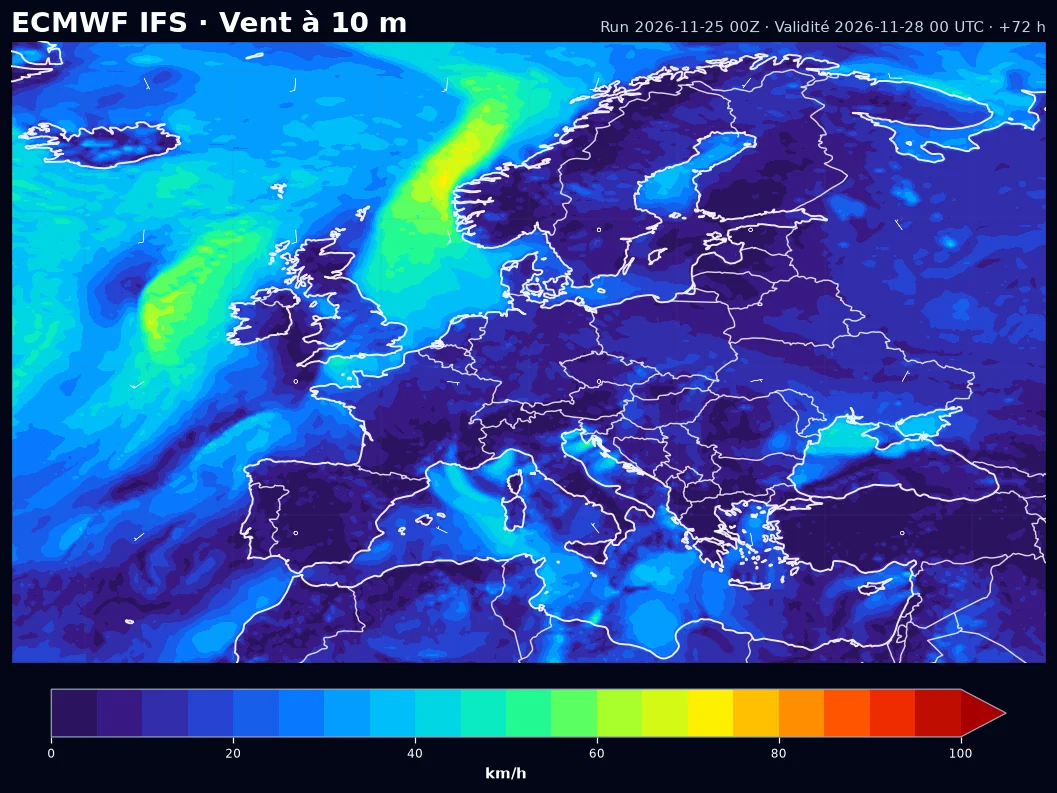 ECMWF IFS · Vent à 10 m
Run 2026-11-25 00Z · Validité 2026-11-28 00 UTC · +72 h
0 20 40 60 80 100
km/h